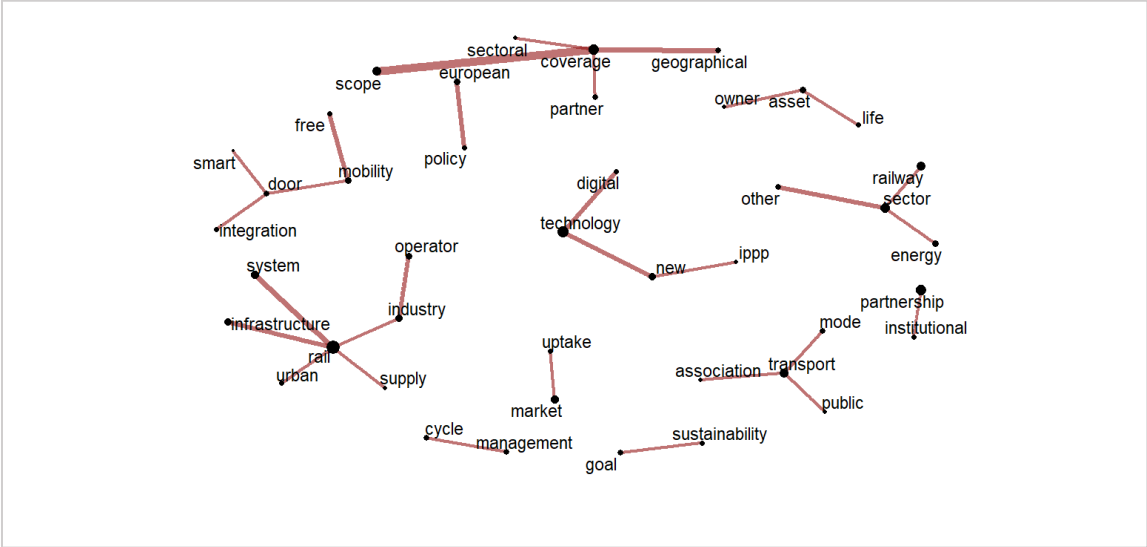 sectoral
coverage
geographical
scope
european
partner
owner
asset
life
free
policy
smart
door
mobility
digital
railway
other
sector
integration
technology
operator
energy
system
new
ippp
industry
partnership
infrastructure
mode
institutional
rail
uptake
urban
supply
association
transport
market
public
cycle
management
sustainability
goal